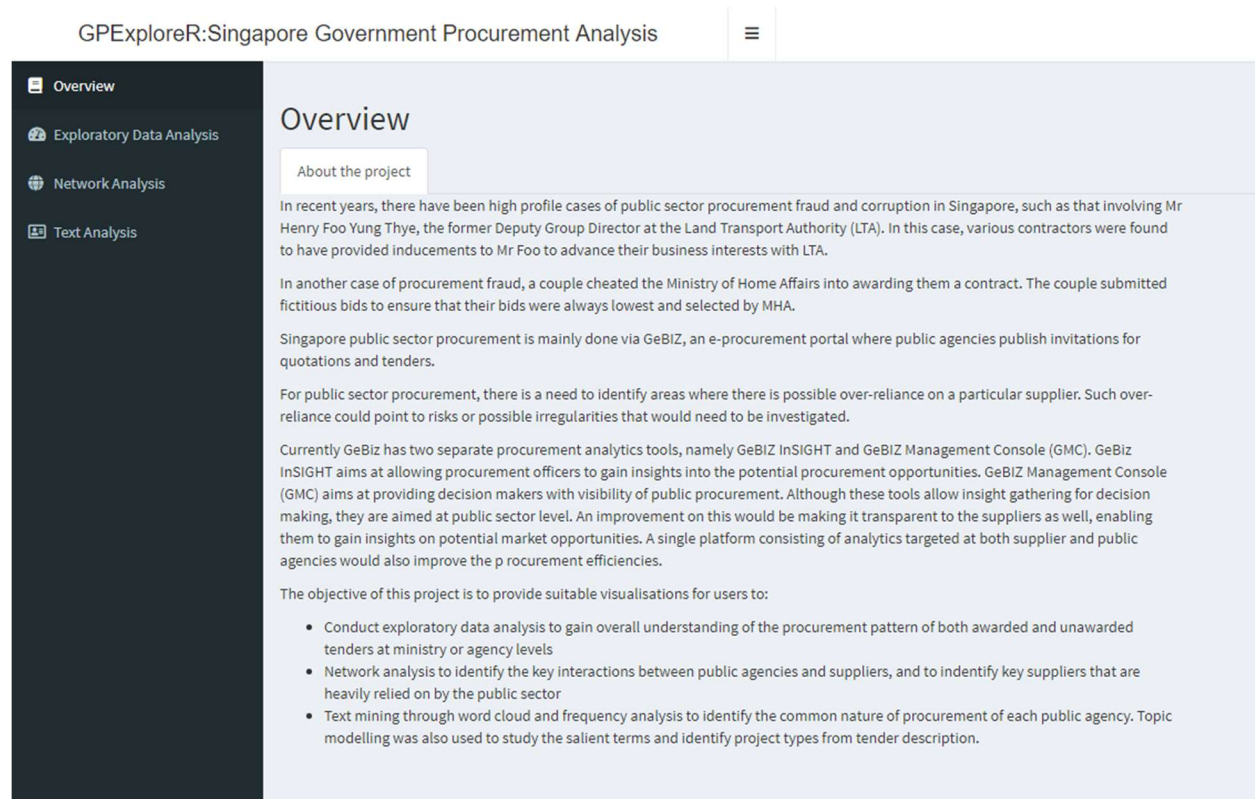 GPExploreR:Singapore Government Procurement Analysis
Overview
Exploratory Data Analysis
Network Analysis
Text Analysis
Overview
About the project
In recent years, there have been high profile cases of public sector procurement fraud and corruption in Singapore, such as that involving Mr
Henry Foo Yung Thye, the former Deputy Group Director at the Land Transport Authority (LTA). In this case, various contractors were found
to have provided inducements to Mr Foo to advance their business interests with LTA.
In another case of procurement fraud, a couple cheated the Ministry of Home Affairs into awarding them a contract. The couple submitted
fictitious bids to ensure that their bids were always lowest and selected by MHA.
Singapore public sector procurement is mainly done via GeBIZ, an e-procurement portal where public agencies publish invitations for
quotations and tenders.
For public sector procurement, there is a need to identify areas where there is possible over-reliance on a particular supplier. Such over-
reliance could point to risks or possible irregularities that would need to be investigated.
Currently GeBiz has two separate procurement analytics tools, namely GeBIZ InSIGHT and GeBIZ Management Console (GMC). GeBiz
InSIGHT aims at allowing procurement officers to gain insights into the potential procurement opportunities. GeBIZ Management Console
(GMC) aims at providing decision makers with visibility of public procurement. Although these tools allow insight gathering for decision
making, they are aimed at public sector level. An improvement on this would be making it transparent to the suppliers as well, enabling
them to gain insights on potential market opportunities. A single platform consisting of analytics targeted at both supplier and public
agencies would also improve the p rocurement efficiencies.
The objective of this project is to provide suitable visualisations for users to:
• Conduct exploratory data analysis to gain overall understanding of the procurement pattern of both awarded and unawarded
tenders at ministry or agency levels
• Network analysis to identify the key interactions between public agencies and suppliers, and to indentify key suppliers that are
heavily relied on by the public sector
• Text mining through word cloud and frequency analysis to identify the common nature of procurement of each public agency. Topic
modelling was also used to study the salient terms and identify project types from tender description.